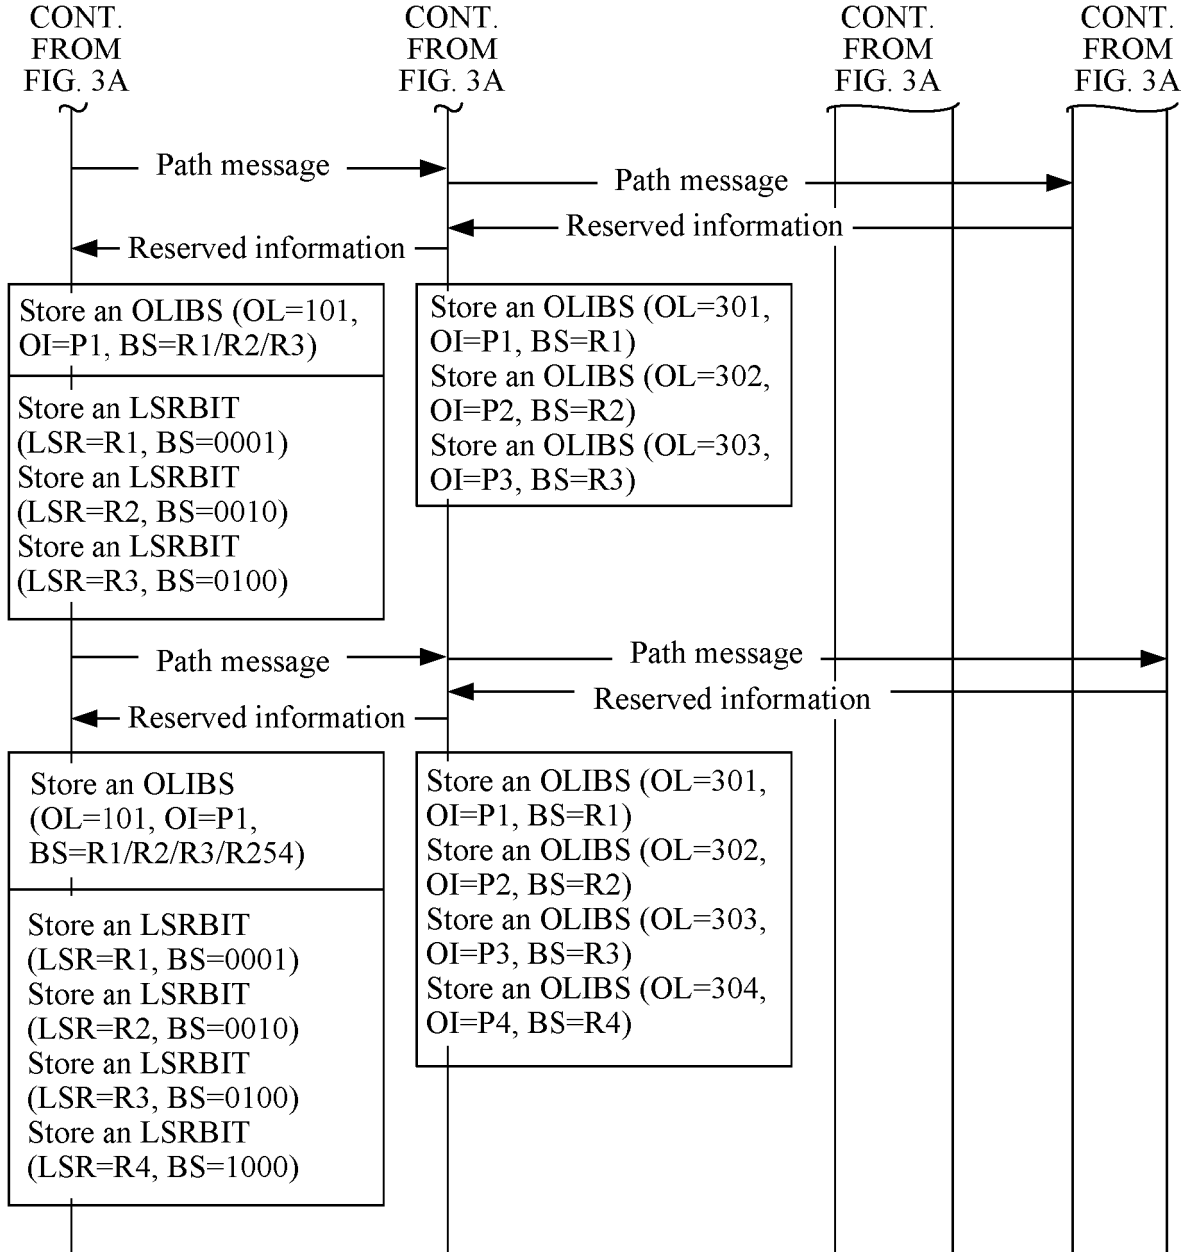 CONT.
FROM
FIG. 3A
CONT.
FROM
FIG. 3A
CONT.
FROM
FIG. 3A
CONT.
FROM
FIG. 3A
Path message
Path message
Reserved information
Reserved information
Store an OLIBS (OL=101,
OI=P1, BS=R1/R2/R3)
Store an LSRBIT
(LSR=R1, BS=0001)
Store an LSRBIT
(LSR=R2, BS=0010)
Store an LSRBIT
(LSR=R3, BS=0100)
Store an OLIBS (OL=301,
OI=P1, BS=R1)
Store an OLIBS (OL=302,
OI=P2, BS=R2)
Store an OLIBS (OL=303,
OI=P3, BS=R3)
Path message
Path message
Reserved information
Reserved information
Store an OLIBS
(OL=101, OI=P1,
BS=R1/R2/R3/R254)
Store an LSRBIT
(LSR=R1, BS=0001)
Store an LSRBIT
(LSR=R2, BS=0010)
Store an LSRBIT
(LSR=R3, BS=0100)
Store an LSRBIT
(LSR=R4, BS=1000)
Store an OLIBS (OL=301,
OI=P1, BS=R1)
Store an OLIBS (OL=302,
OI=P2, BS=R2)
Store an OLIBS (OL=303,
OI=P3, BS=R3)
Store an OLIBS (OL=304,
OI=P4, BS=R4)